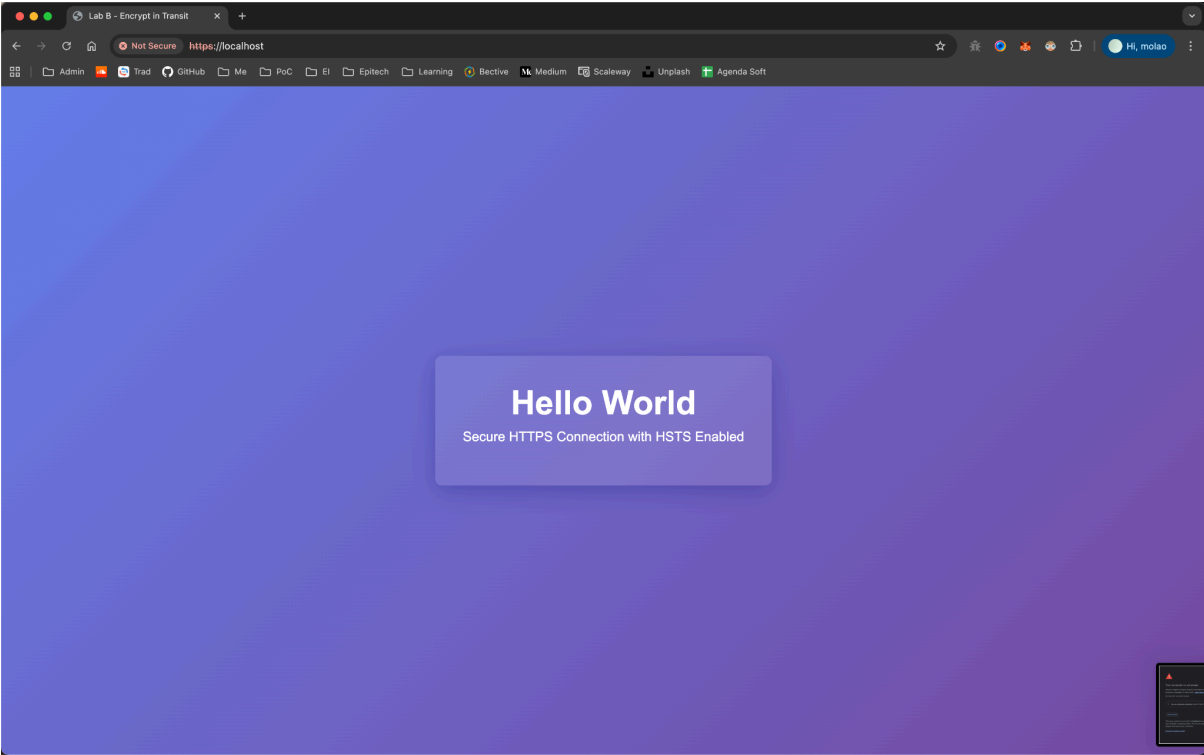 Lab B - Encrypt in Transit
Not Secure https://localhost
Hi, molao
Admin Trad GitHub Me PoC EI Epitech Learning Bective Medium Scaleway Unplash Agenda Soft
Hello World
Secure HTTPS Connection with HSTS Enabled